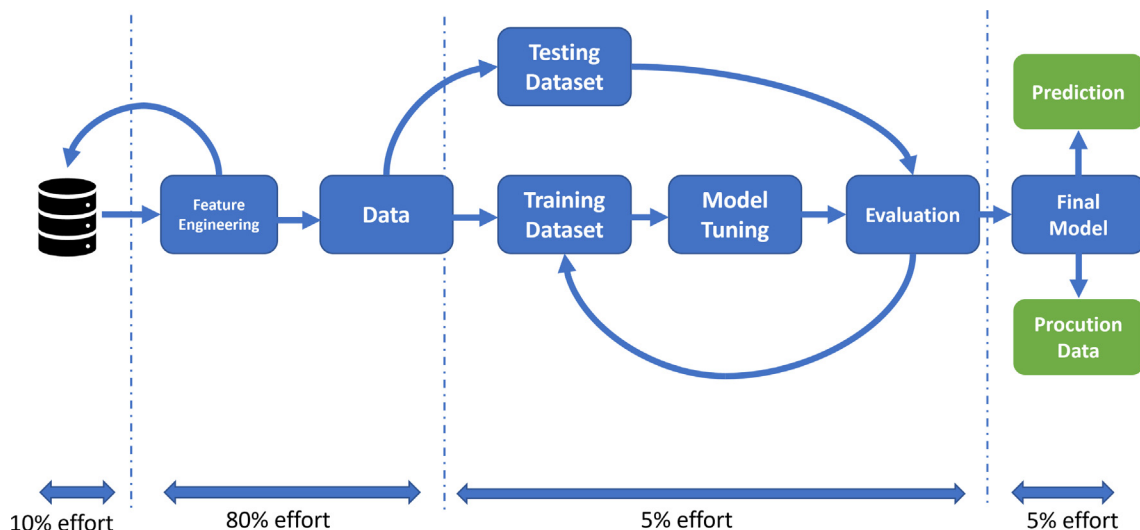 Testing
Dataset
Prediction
Feature
Engineering
Data
Training
Dataset
Model
Tuning
Evaluation
Final
Model
Procution
Data
10% effort
80% effort
5% effort
5% effort